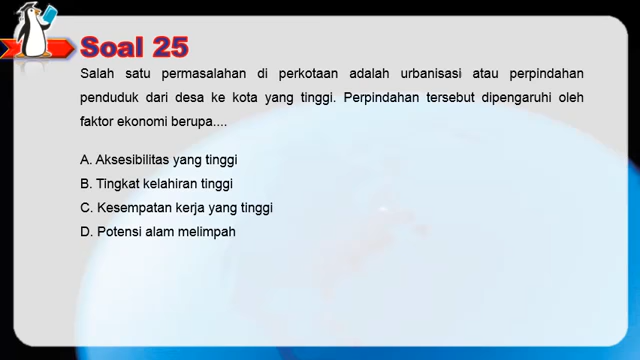 Soal 25
Salah satu permasalahan di perkotaan adalah urbanisasi atau perpindahan
penduduk dari desa ke kota yang tinggi. Perpindahan tersebut dipengaruhi oleh
faktor ekonomi berupa....
A. Aksesibilitas yang tinggi
B. Tingkat kelahiran tinggi
C. Kesempatan kerja yang tinggi
D. Potensi alam melimpah